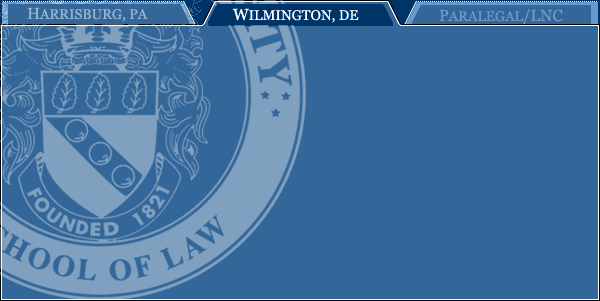 HARRISBURG, PA
WILMINGTON, DE
PARALEGAL/LNC
ITY
FOUNDED 1821
CHOOL OF LAW